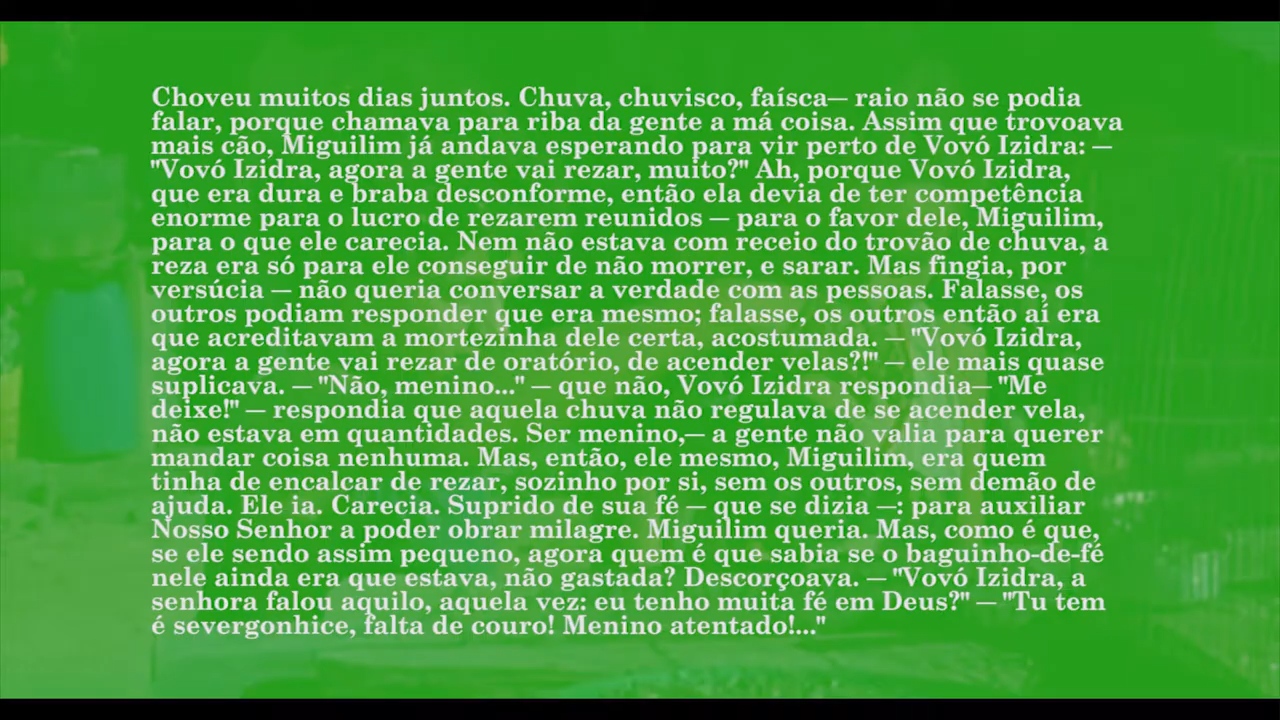 Choveu muitos dias juntos. Chuva, chuvisco, faísca— raio não se podia
falar, porque chamava para riba da gente a má coisa. Assim que trovoava
mais cão, Miguilim já andava esperando para vir perto de Vovó Izidra: —
"Vovó Izidra, agora a gente vai rezar, muito?" Ah, porque Vovó Izidra,
que era dura e braba desconforme, então ela devia de ter competência
enorme para o lucro de rezarem reunidos — para o favor dele, Miguilim,
para o que ele carecia. Nem não estava com receio do trovão de chuva, a
reza era só para ele conseguir de não morrer, e sarar. Mas fingia, por
versúcia — não queria conversar a verdade com as pessoas. Falasse, os
outros podiam responder que era mesmo; falasse, os outros então aí era
que acreditavam a mortezinha dele certa, acostumada. — "Vovó Izidra,
agora a gente vai rezar de oratório, de acender velas?!" — ele mais quase
suplicava. — "Não, menino..." — que não, Vovó Izidra respondia— "Me
deixe!" — respondia que aquela chuva não regulava de se acender vela,
não estava em quantidades. Ser menino,— a gente não valia para querer
mandar coisa nenhuma. Mas, então, ele mesmo, Miguilim, era quem
tinha de encalcar de rezar, sozinho por si, sem os outros, sem demão de
ajuda. Ele ia. Carecia. Suprido de sua fé — que se dizia —: para auxiliar
Nosso Senhor a poder obrar milagre. Miguilim queria. Mas, como é que,
se ele sendo assim pequeno, agora quem é que sabia se o baguinho-de-fé
nele ainda era que estava, não gastada? Descorçoava. — "Vovó Izidra, a
senhora falou aquilo, aquela vez: eu tenho muita fé em Deus?" — "Tu tem
é severgonhice, falta de couro! Menino atentado!..."